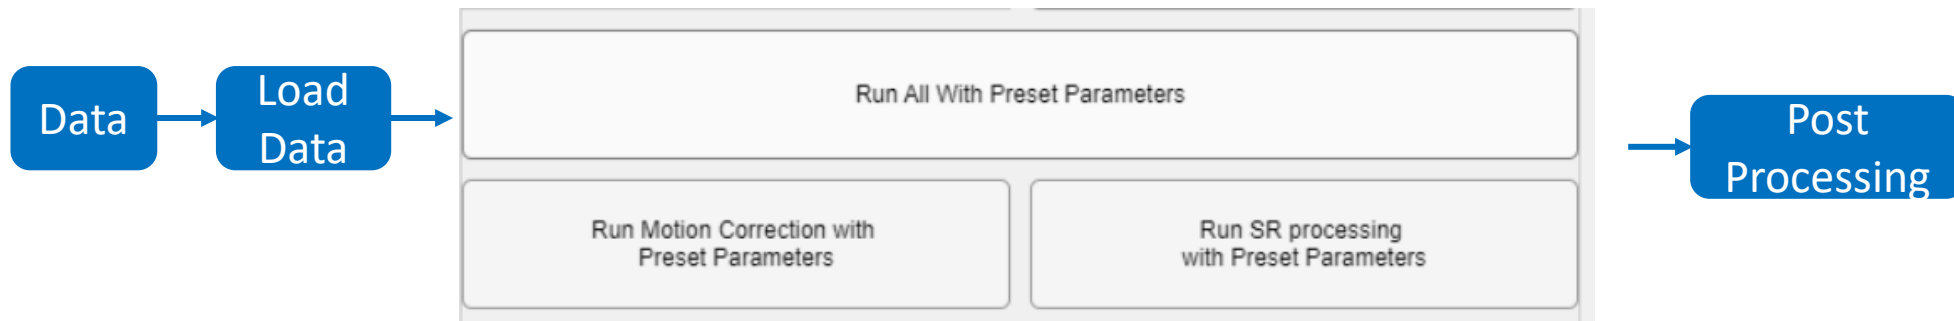 Data
Load
Data
Run All With Preset Parameters
Run Motion Correction with
Preset Parameters
Run SR processing
with Preset Parameters
Post
Processing